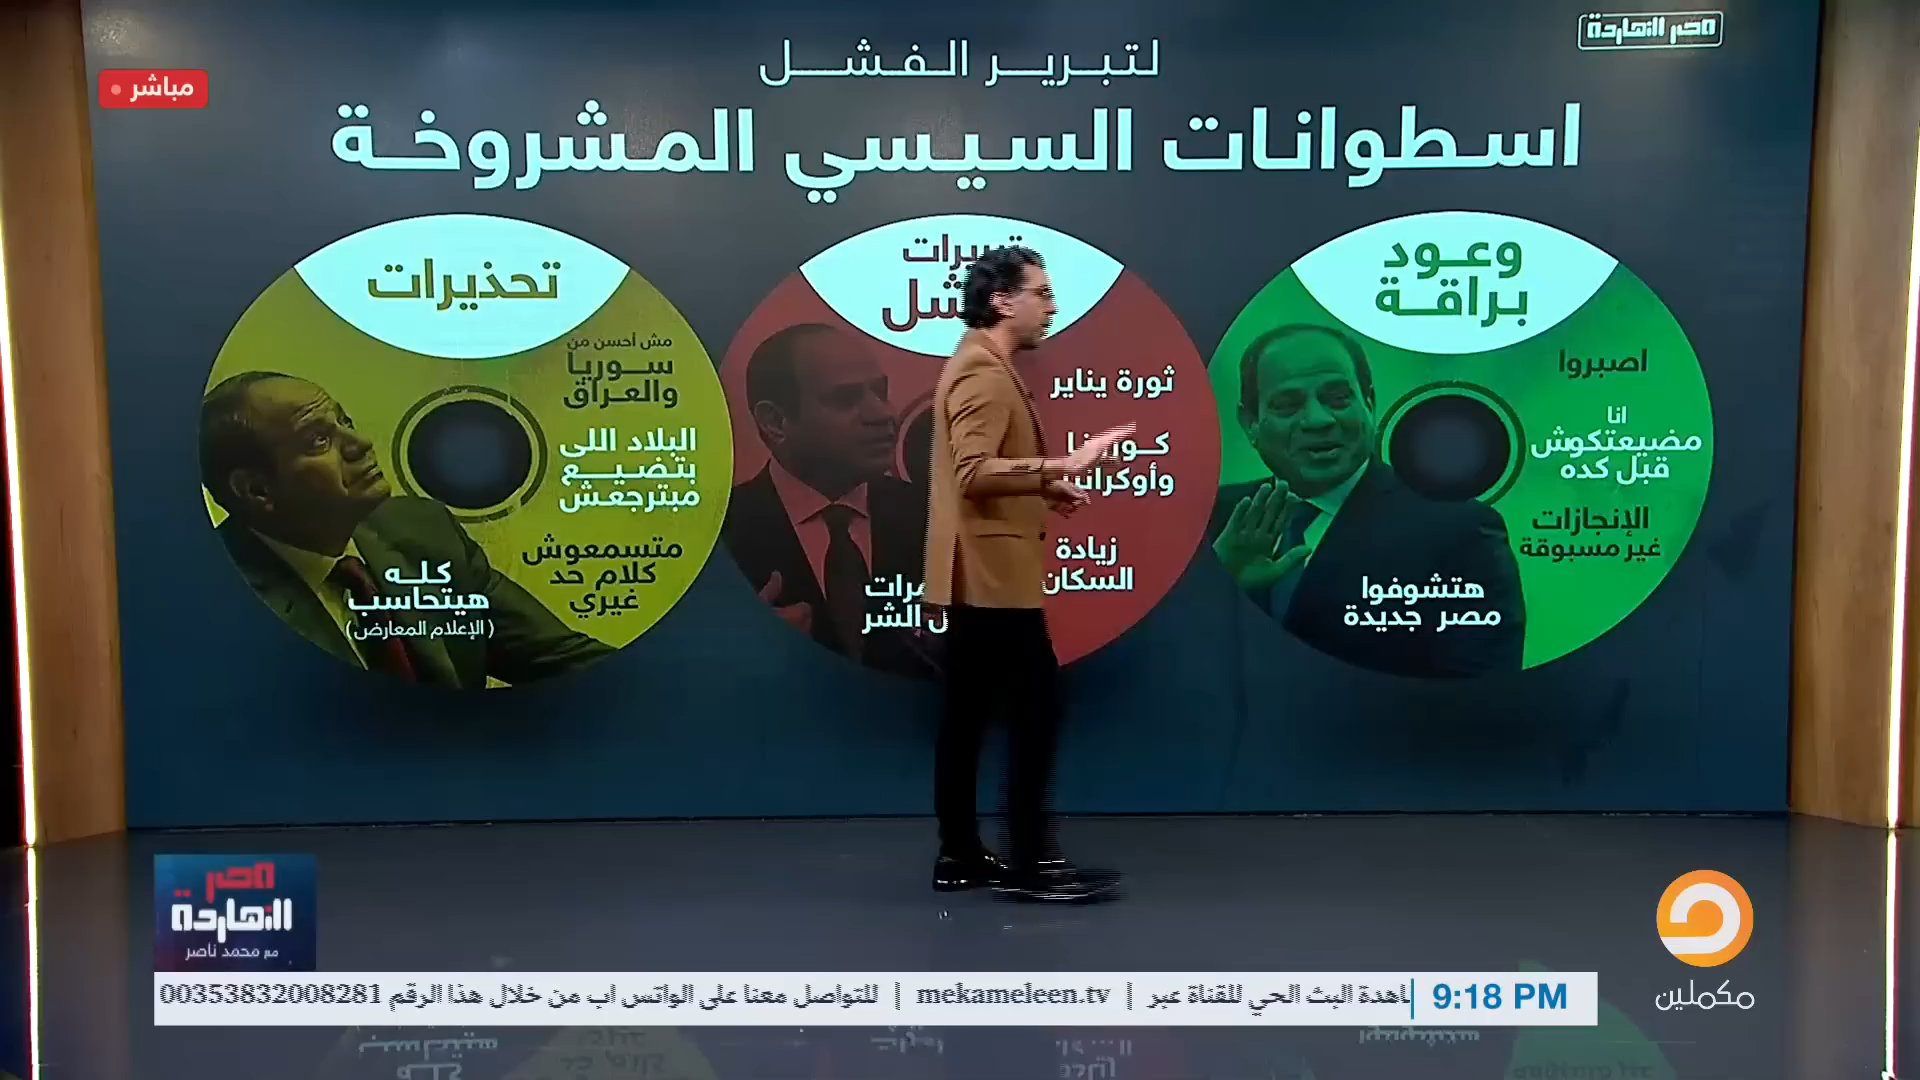 مصر النهاردة
مباشر
لتبرير الفشل
اسطوانات السيسي المشروخة
وعود
براقة
اصبروا
انا
مضيعتكوش
قبل كده
الإنجازات
غير مسبوقة
هتشوفوا
مصر جديدة
ثورة يناير
زيادة
السكان
الشر
تحذيرات
مش أحسن من
سوريا
والعراق
البلاد اللى
بتضيع
مبترجعش
متسمعوش
كلام حد
غيري
كله
هيتحاسب
(الإعلام المعارض)
مصر
النهاردة
مع محمد ناصر
مكملين
9:18 PM
البث الحي للقناة عبر | mekameleen.tv | للتواصل معنا على الواتس اب من خلال هذا الرقم 00353832008281